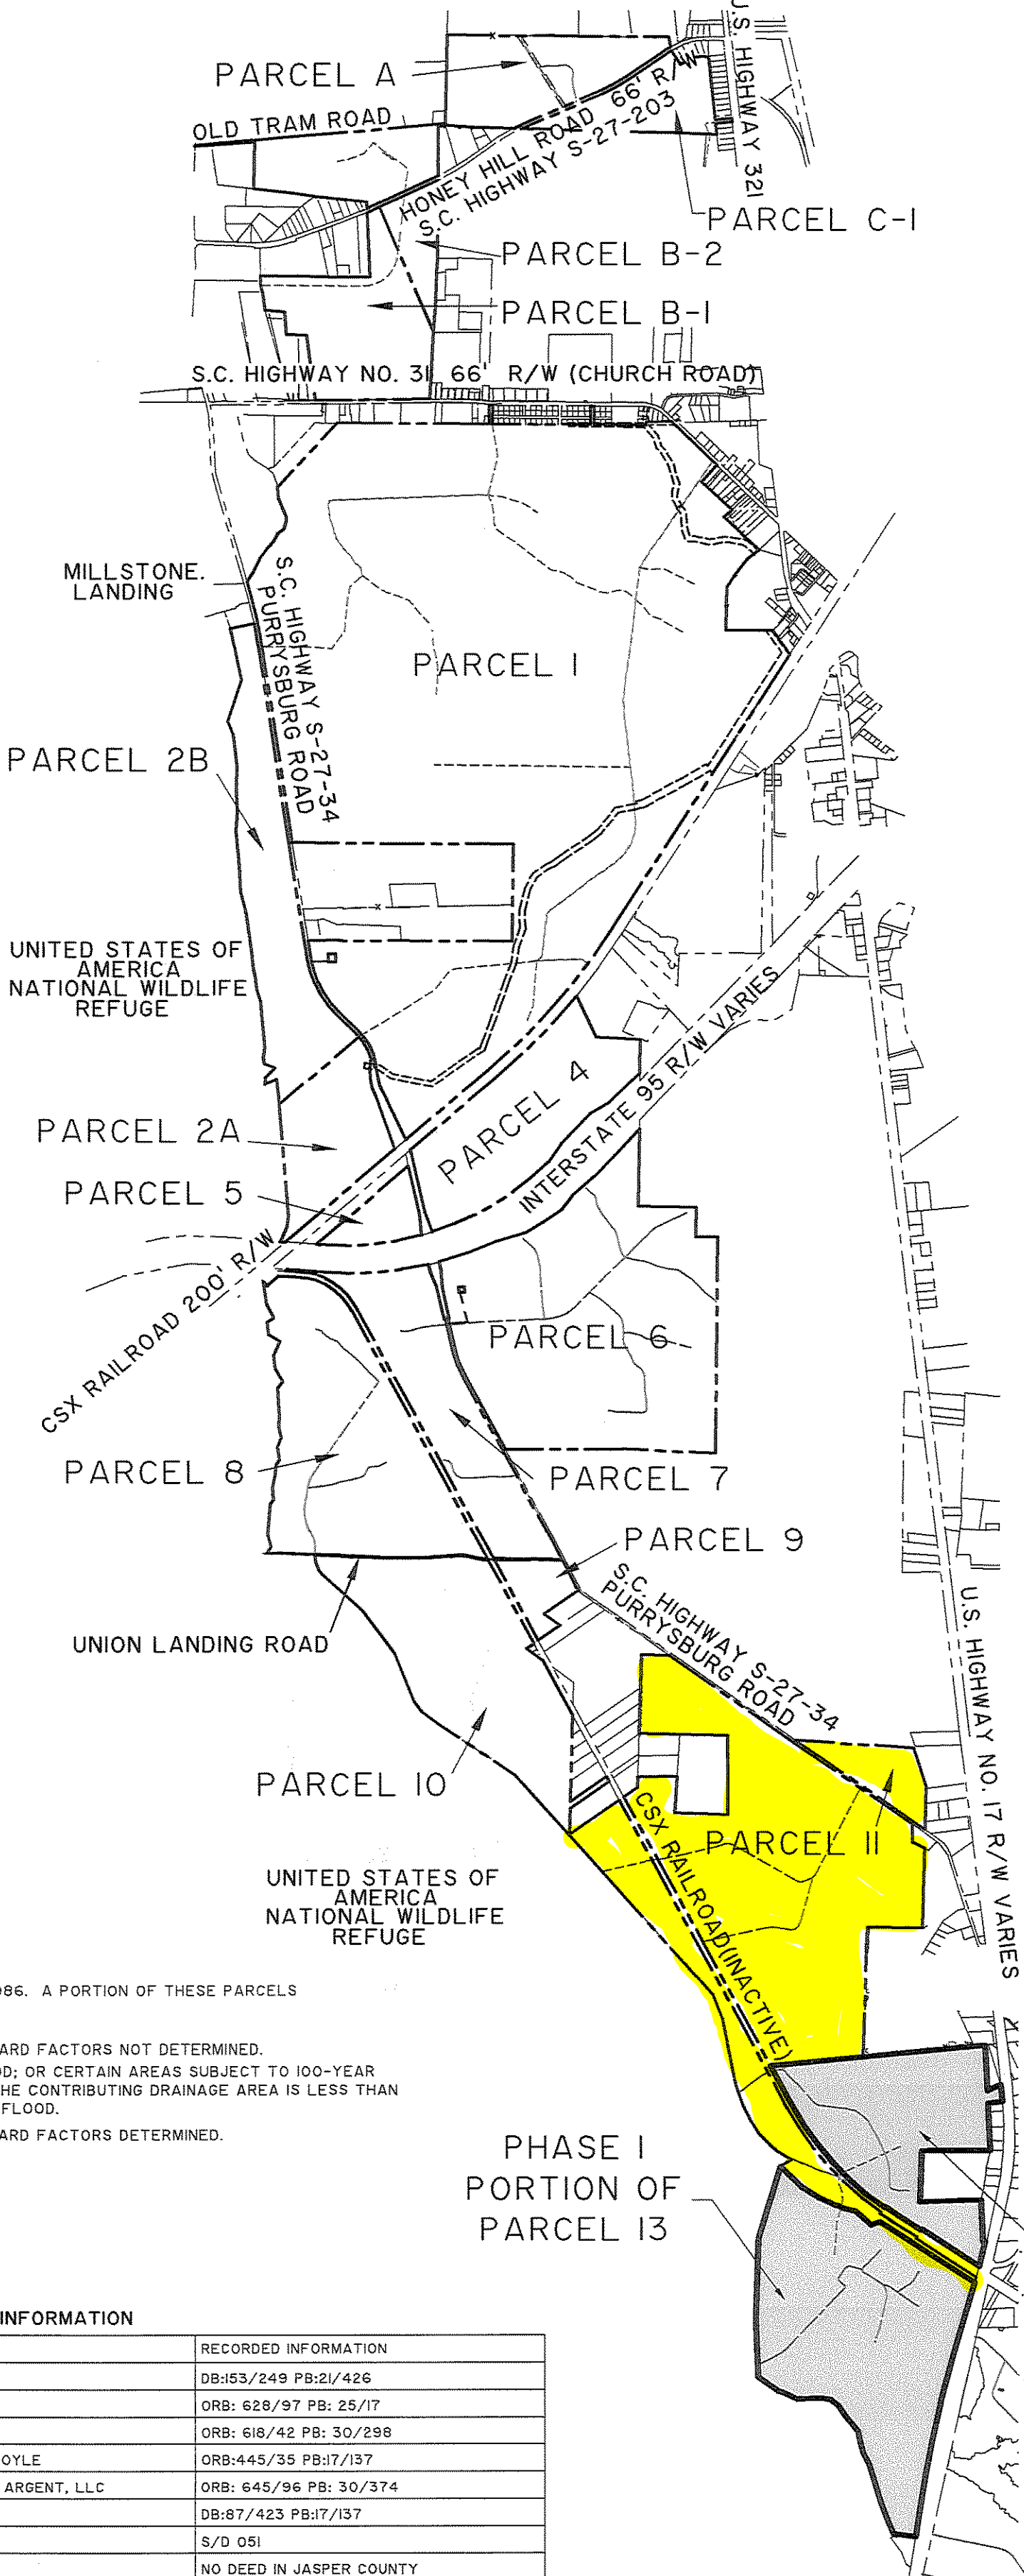 U.S. HIGHWAY 321
PARCEL A
OLD TRAM ROAD
HONEY HILL ROAD 66' R/W
S.C. HIGHWAY S-27-203
PARCEL C-1
PARCEL B-2
PARCEL B-1
S.C. HIGHWAY NO. 31 66' R/W (CHURCH ROAD)
MILLSTONE.
LANDING
S.C. HIGHWAY S-27-34
PURRYSBURG ROAD
PARCEL 1
PARCEL 2B
UNITED STATES OF
AMERICA
NATIONAL WILDLIFE
REFUGE
INTERSTATE 95 R/W VARIES
PARCEL 4
PARCEL 2A
PARCEL 5
CSX RAILROAD 200' R/W
PARCEL 6
PARCEL 8
PARCEL 7
PARCEL 9
S.C. HIGHWAY S-27-34
PURRYSBURG ROAD
UNION LANDING ROAD
U.S. HIGHWAY NO. 17 R/W VARIES
PARCEL 10
CSX RAILROAD(INACTIVE)
PARCEL 11
UNITED STATES OF
AMERICA
NATIONAL WILDLIFE
REFUGE
986. A PORTION OF THESE PARCELS
ARD FACTORS NOT DETERMINED.
OD; OR CERTAIN AREAS SUBJECT TO 100-YEAR
HE CONTRIBUTING DRAINAGE AREA IS LESS THAN
FLOOD.
ARD FACTORS DETERMINED.
PHASE 1
PORTION OF
PARCEL 13
INFORMATION
RECORDED INFORMATION
DB:153/249 PB:21/426
ORB: 628/97 PB: 25/17
ORB: 618/42 PB: 30/298
OYLE ORB:445/35 PB:17/137
ARGENT, LLC ORB: 645/96 PB: 30/374
DB:87/423 PB:17/137
S/D 051
NO DEED IN JASPER COUNTY